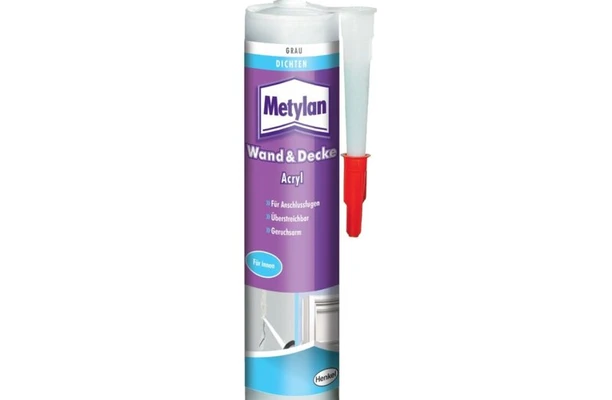 GRAU
DICHTEN
Metylan
Wand & Decke
Acryl
» Für Anschlussfugen
» Überstreichbar
» Geruchsarm
Für innen
Henkel